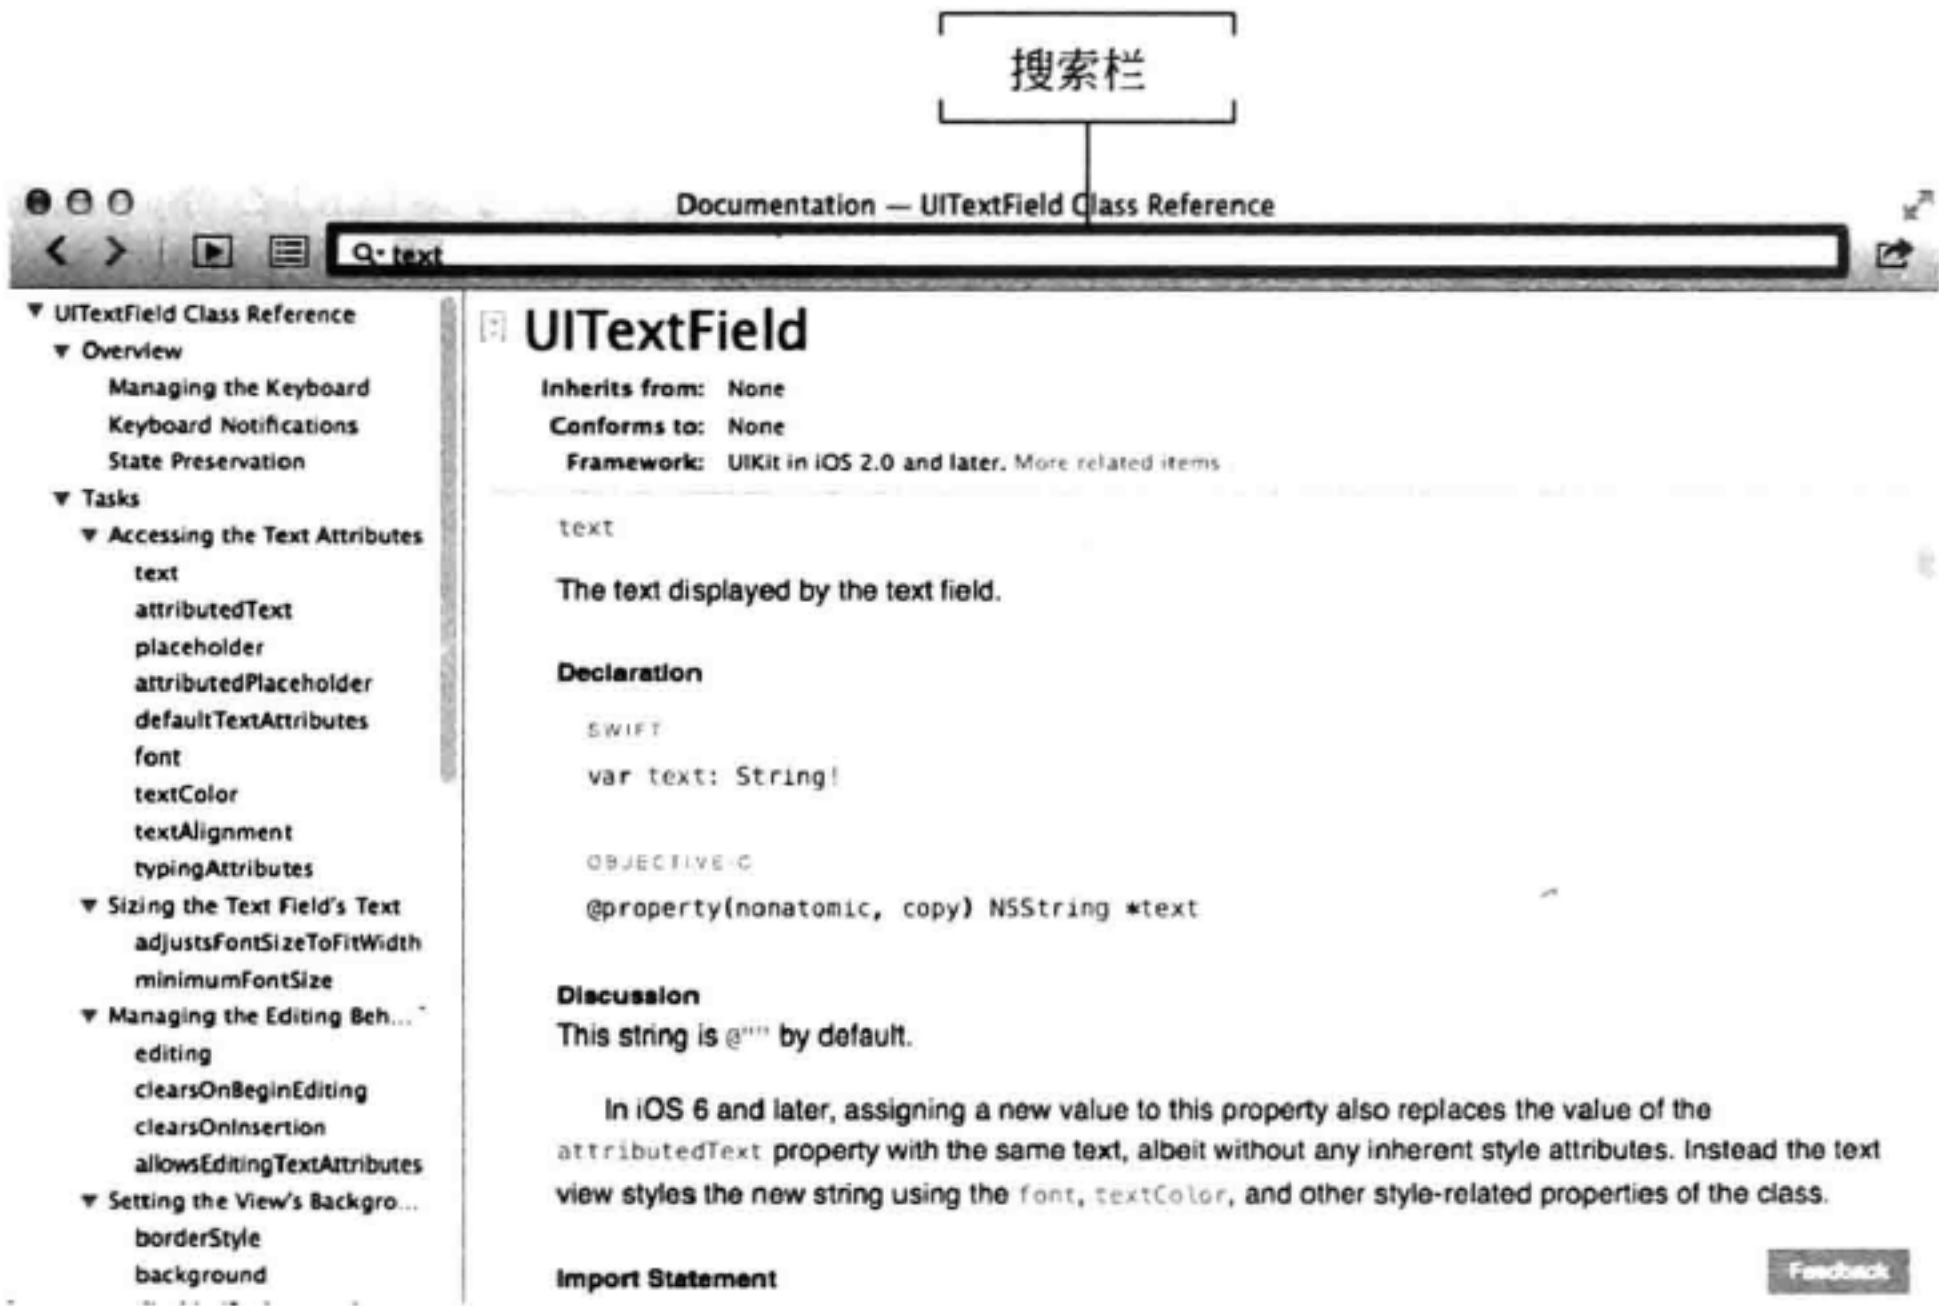 搜索栏
Documentation — UITextField Class Reference
text
UITextField Class Reference
Overview
Managing the Keyboard
Keyboard Notifications
State Preservation
Tasks
Accessing the Text Attributes
text
attributedText
placeholder
attributedPlaceholder
defaultTextAttributes
font
textColor
textAlignment
typingAttributes
Sizing the Text Field's Text
adjustsFontSizeToFitWidth
minimumFontSize
Managing the Editing Beh...
editing
clearsOnBeginEditing
clearsOnInsertion
allowsEditingTextAttributes
Setting the View's Backgro...
borderStyle
background
UITextField
Inherits from: None
Conforms to: None
Framework: UIKit in iOS 2.0 and later. More related items
text
The text displayed by the text field.
Declaration
SWIFT
var text: String!
OBJECTIVE-C
@property(nonatomic, copy) NSString *text
Discussion
This string is @"" by default.
In iOS 6 and later, assigning a new value to this property also replaces the value of the
attributedText property with the same text, albeit without any inherent style attributes. Instead the text
view styles the new string using the font, textColor, and other style-related properties of the class.
Import Statement
Feedback